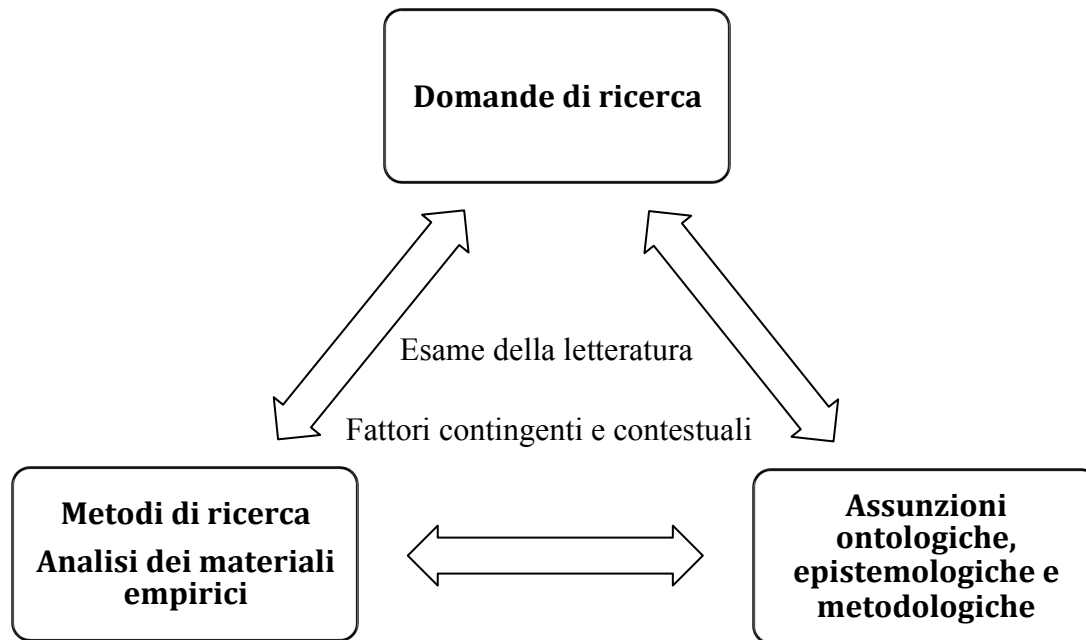 Domande di ricerca
Esame della letteratura
Fattori contingenti e contestuali
Metodi di ricerca
Analisi dei materiali
empirici
Assunzioni
ontologiche,
epistemologiche e
metodologiche